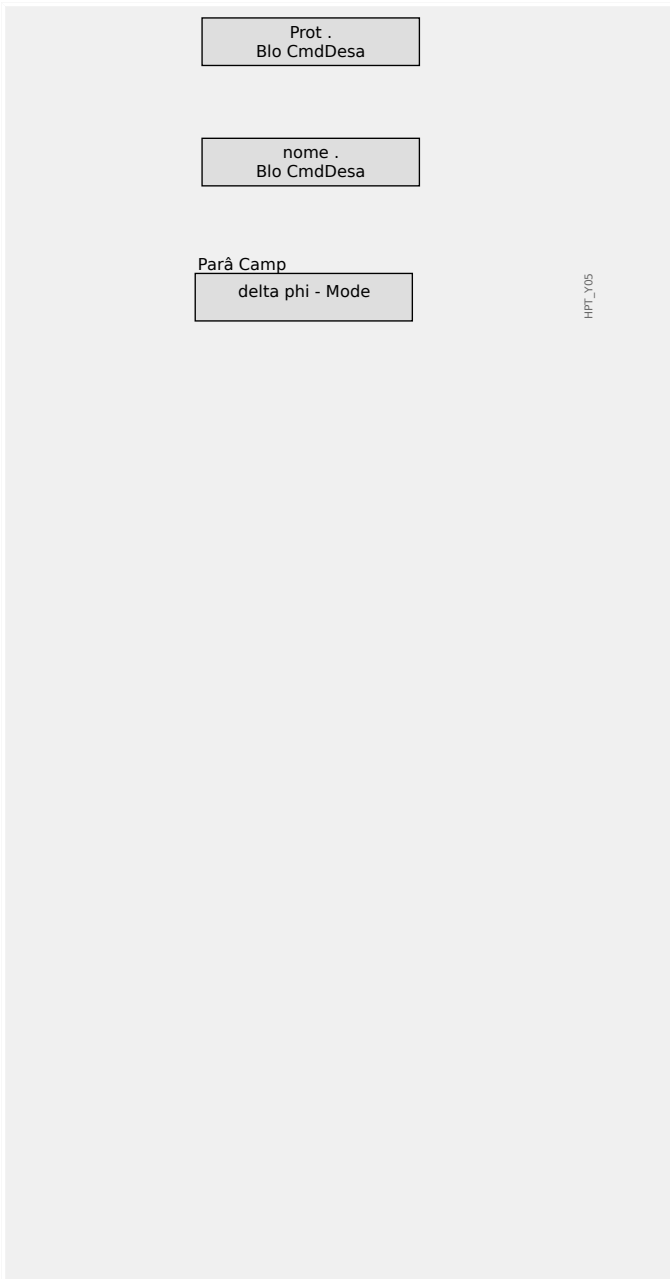 Prot .
Blo CmdDesa
nome .
Blo CmdDesa
Parâ Camp
delta phi - Mode
HPT_Y05